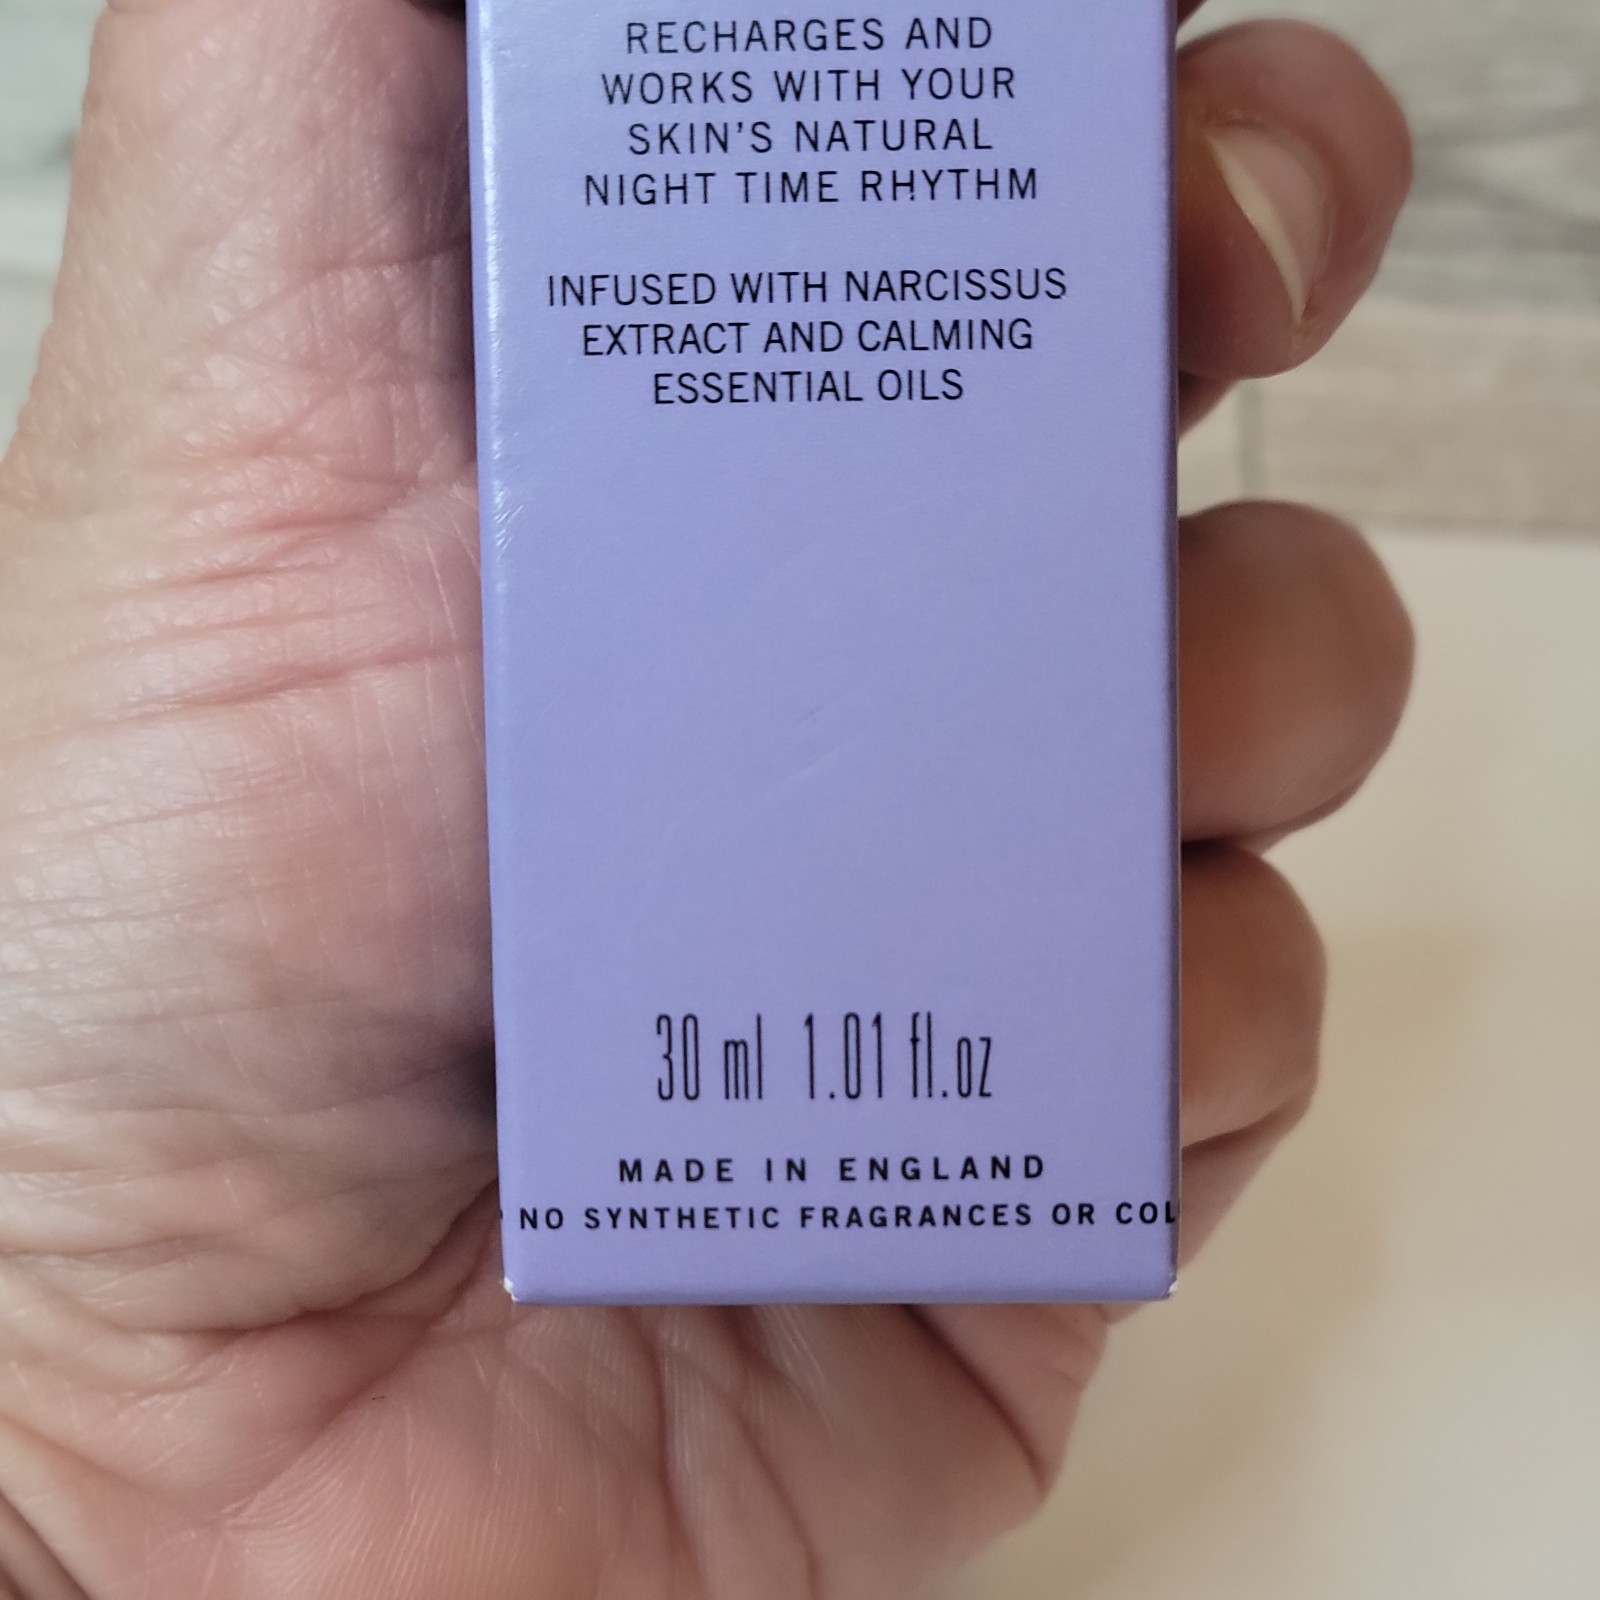 RECHARGES AND
WORKS WITH YOUR
SKIN'S NATURAL
NIGHT TIME RHYTHM
INFUSED WITH NARCISSUS
EXTRACT AND CALMING
ESSENTIAL OILS
30 ml 1.01 fl.oz
MADE IN ENGLAND
NO SYNTHETIC FRAGRANCES OR COL